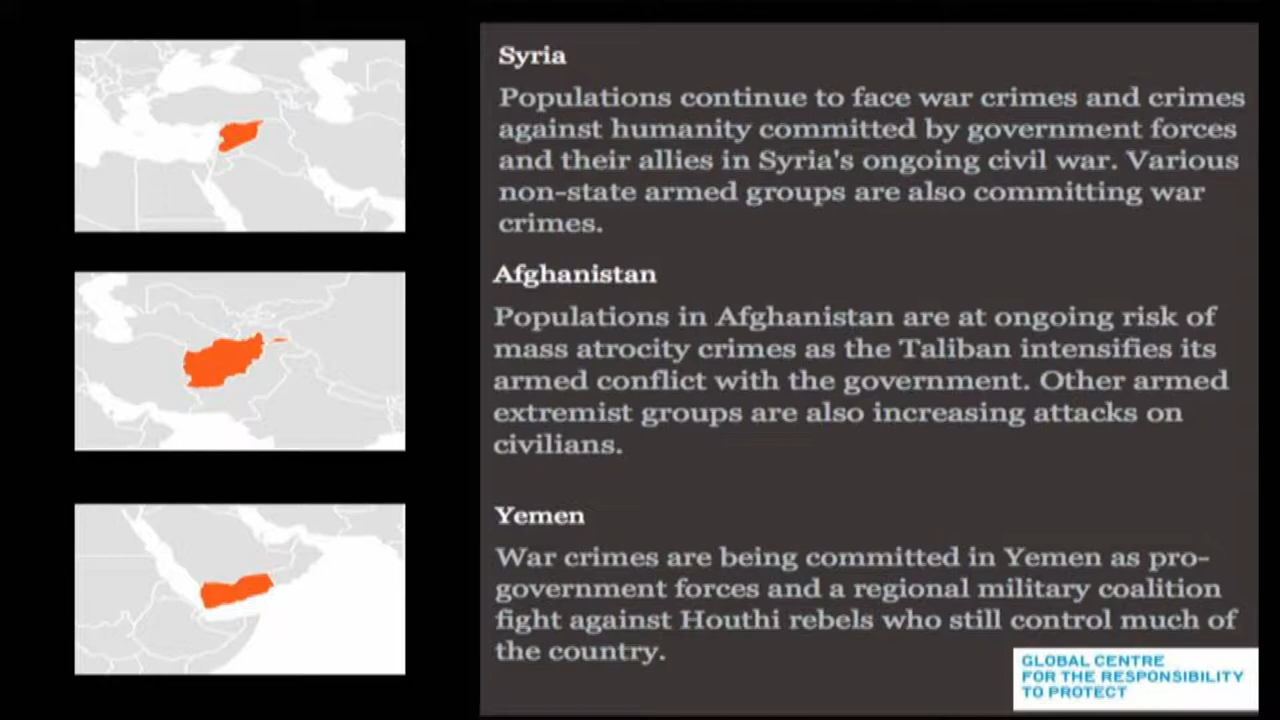 Syria
Populations continue to face war crimes and crimes
against humanity committed by government forces
and their allies in Syria's ongoing civil war. Various
non-state armed groups are also committing war
crimes.
Afghanistan
Populations in Afghanistan are at ongoing risk of
mass atrocity crimes as the Taliban intensifies its
armed conflict with the government. Other armed
extremist groups are also increasing attacks on
civilians.
Yemen
War crimes are being committed in Yemen as pro-
government forces and a regional military coalition
fight against Houthi rebels who still control much of
the country.
GLOBAL CENTRE
FOR THE RESPONSIBILITY
TO PROTECT